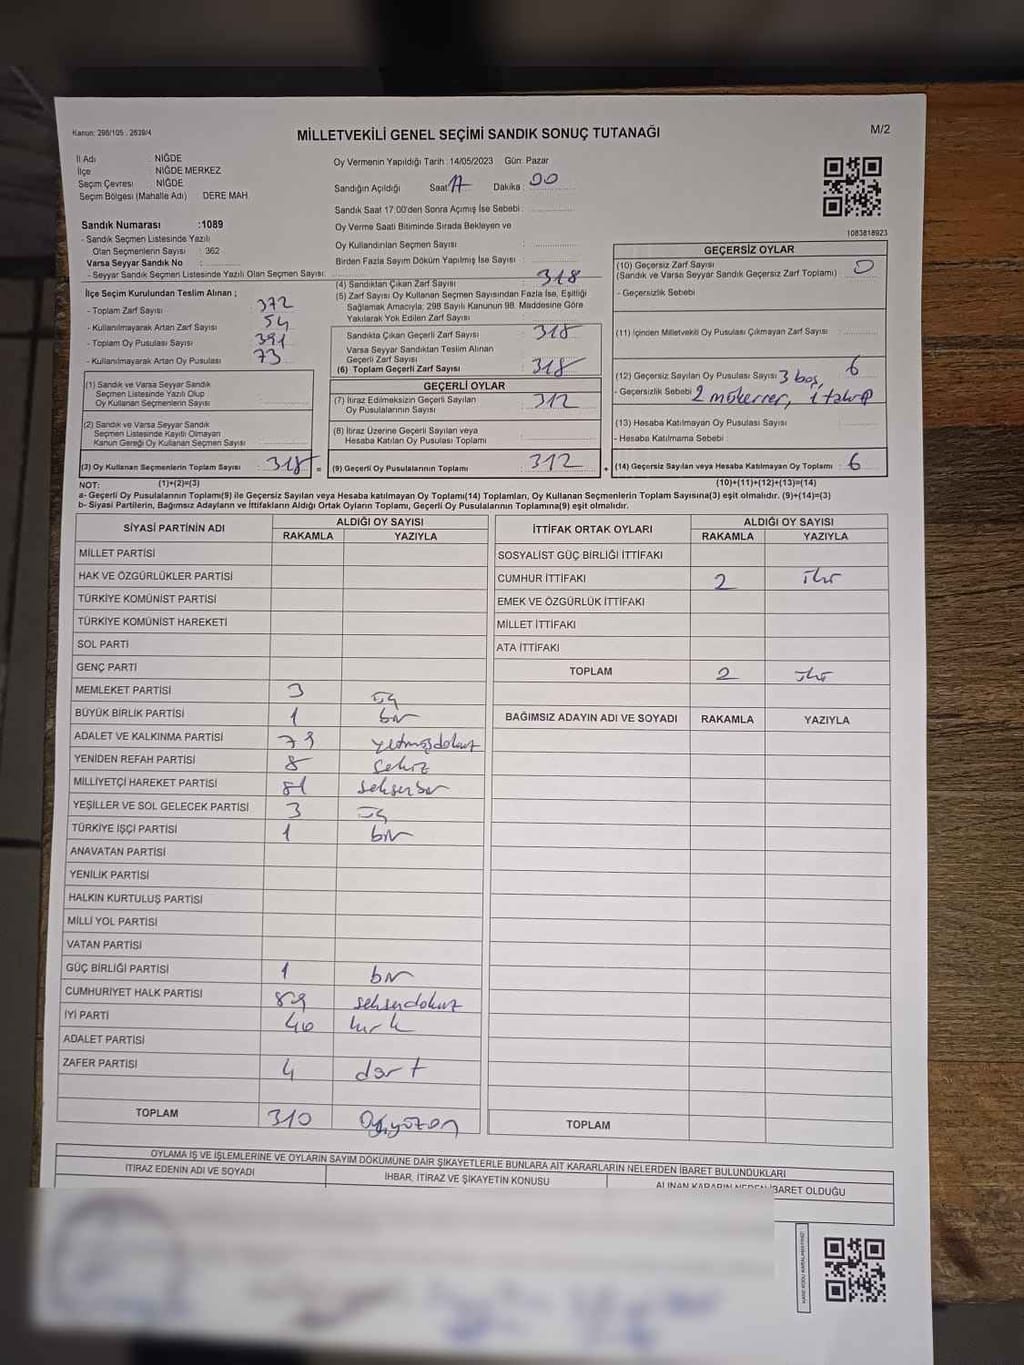 Kanun: 298/105 , 2839/4
MİLLETVEKİLİ GENEL SEÇİMİ SANDIK SONUÇ TUTANAĞI
M/2
İl Adı NİĞDE
İlçe NİĞDE MERKEZ
Seçim Çevresi NİĞDE
Seçim Bölgesi (Mahalle Adı) DERE MAH
Oy Vermenin Yapıldığı Tarih : 14/05/2023 Gün: Pazar
Sandığın Açıldığı Saat 17 Dakika : 00
Sandık Saat 17:00'den Sonra Açımış İse Sebebi :
Oy Verme Saati Bitiminde Sırada Bekleyen ve
Oy Kullandırılan Seçmen Sayısı :
Birden Fazla Sayım Döküm Yapılmış İse Sayısı :
1083818923
Sandık Numarası :1089
- Sandık Seçmen Listesinde Yazılı
Olan Seçmenlerin Sayısı : 362
Varsa Seyyar Sandık No :
- Seyyar Sandık Seçmen Listesinde Yazılı Olan Seçmen Sayısı:
İlçe Seçim Kurulundan Teslim Alınan ;
- Toplam Zarf Sayısı : 372
- Kullanılmayarak Artan Zarf Sayısı : 54
- Toplam Oy Pusulası Sayısı : 391
- Kullanılmayarak Artan Oy Pusulası : 73
(1) Sandık ve Varsa Seyyar Sandık
Seçmen Listesinde Yazılı Olup
Oy Kullanan Seçmenlerin Sayısı :
(2) Sandık ve Varsa Seyyar Sandık
Seçmen Listesinde Kayıtlı Olmayan
Kanun Gereği Oy Kullanan Seçmen Sayısı :
(3) Oy Kullanan Seçmenlerin Toplam Sayısı : 318 =
(4) Sandıktan Çıkan Zarf Sayısı : 318
(5) Zarf Sayısı Oy Kullanan Seçmen Sayısından Fazla İse, Eşitliği
Sağlamak Amacıyla; 298 Sayılı Kanunun 98. Maddesine Göre
Yakılarak Yok Edilen Zarf Sayısı :
Sandıkta Çıkan Geçerli Zarf Sayısı : 318
Varsa Seyyar Sandıktan Teslim Alınan
Geçerli Zarf Sayısı :
(6) Toplam Geçerli Zarf Sayısı : 318
GEÇERLİ OYLAR
(7) İtiraz Edilmeksizin Geçerli Sayılan
Oy Pusulalarının Sayısı : 312
(8) İtiraz Üzerine Geçerli Sayılan veya
Hesaba Katılan Oy Pusulası Toplamı :
(9) Geçerli Oy Pusulalarının Toplamı : 312 +
GEÇERSİZ OYLAR
(10) Geçersiz Zarf Sayısı
(Sandık ve Varsa Seyyar Sandık Geçersiz Zarf Toplamı) : 0
- Geçersizlik Sebebi :
(11) İçinden Milletvekili Oy Pusulası Çıkmayan Zarf Sayısı :
(12) Geçersiz Sayılan Oy Pusulası Sayısı : 3 boş, 6
- Geçersizlik Sebebi : 2 mükerrer, 1 tahrip
(13) Hesaba Katılmayan Oy Pusulası Sayısı :
- Hesaba Katılmama Sebebi :
(14) Geçersiz Sayılan veya Hesaba Katılmayan Oy Toplamı : 6
NOT: (1)+(2)=(3) (10)+(11)+(12)+(13)=(14)
a- Geçerli Oy Pusulalarının Toplamı(9) ile Geçersiz Sayılan veya Hesaba katılmayan Oy Toplamı(14) Toplamları, Oy Kullanan Seçmenlerin Toplam Sayısına(3) eşit olmalıdır. (9)+(14)=(3)
b- Siyasi Partilerin, Bağımsız Adayların ve İttifakların Aldığı Ortak Oyların Toplamı, Geçerli Oy Pusulalarının Toplamına(9) eşit olmalıdır.
SİYASİ PARTİNİN ADI ALDIĞI OY SAYISI
RAKAMLA YAZIYLA
MİLLET PARTİSİ
HAK VE ÖZGÜRLÜKLER PARTİSİ
TÜRKİYE KOMÜNİST PARTİSİ
TÜRKİYE KOMÜNİST HAREKETİ
SOL PARTİ
GENÇ PARTİ
MEMLEKET PARTİSİ 3 üç
BÜYÜK BİRLİK PARTİSİ 1 bir
ADALET VE KALKINMA PARTİSİ 79 yetmişdokuz
YENİDEN REFAH PARTİSİ 8 sekiz
MİLLİYETÇİ HAREKET PARTİSİ 81 seksenbir
YEŞİLLER VE SOL GELECEK PARTİSİ 3 üç
TÜRKİYE İŞÇİ PARTİSİ 1 bir
ANAVATAN PARTİSİ
YENİLİK PARTİSİ
HALKIN KURTULUŞ PARTİSİ
MİLLİ YOL PARTİSİ
VATAN PARTİSİ
GÜÇ BİRLİĞİ PARTİSİ 1 bir
CUMHURİYET HALK PARTİSİ 89 seksendokuz
İYİ PARTİ 40 kırk
ADALET PARTİSİ
ZAFER PARTİSİ 4 dört
TOPLAM 310 üçyüzon
İTTİFAK ORTAK OYLARI ALDIĞI OY SAYISI
RAKAMLA YAZIYLA
SOSYALİST GÜÇ BİRLİĞİ İTTİFAKI
CUMHUR İTTİFAKI 2 iki
EMEK VE ÖZGÜRLÜK İTTİFAKI
MİLLET İTTİFAKI
ATA İTTİFAKI
TOPLAM 2 iki
BAĞIMSIZ ADAYIN ADI VE SOYADI RAKAMLA YAZIYLA
TOPLAM
OYLAMA İŞ VE İŞLEMLERİNE VE OYLARIN SAYIM DÖKÜMÜNE DAİR ŞİKAYETLERLE BUNLARA AİT KARARLARIN NELERDEN İBARET BULUNDUKLARI
İTİRAZ EDENİN ADI VE SOYADI İHBAR, İTİRAZ VE ŞİKAYETİN KONUSU ALINAN KARARIN NEDEN İBARET OLDUĞU